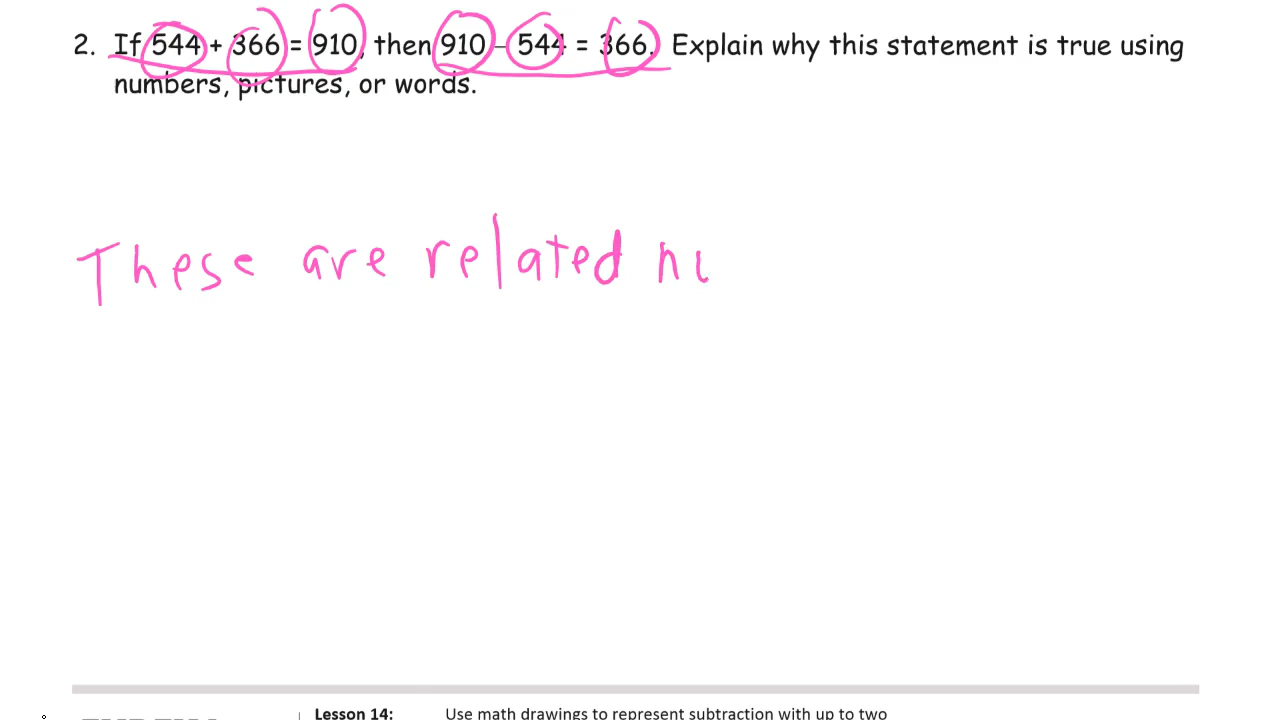 2. If 544 + 366 = 910, then 910 – 544 = 366. Explain why this statement is true using
numbers, pictures, or words.
These are related nu
Lesson 14: Use math drawings to represent subtraction with up to two